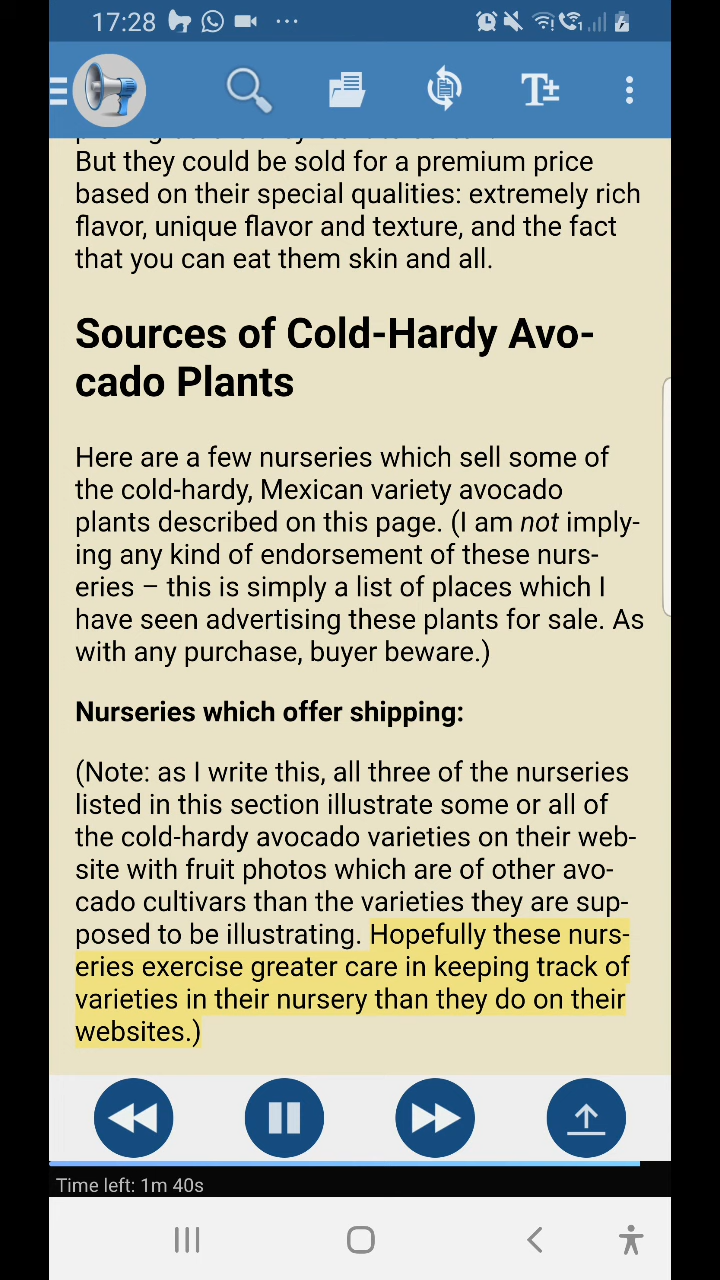 17:28
T±
But they could be sold for a premium price
based on their special qualities: extremely rich
flavor, unique flavor and texture, and the fact
that you can eat them skin and all.
Sources of Cold-Hardy Avo-
cado Plants
Here are a few nurseries which sell some of
the cold-hardy, Mexican variety avocado
plants described on this page. (I am not imply-
ing any kind of endorsement of these nurs-
eries – this is simply a list of places which I
have seen advertising these plants for sale. As
with any purchase, buyer beware.)
Nurseries which offer shipping:
(Note: as I write this, all three of the nurseries
listed in this section illustrate some or all of
the cold-hardy avocado varieties on their web-
site with fruit photos which are of other avo-
cado cultivars than the varieties they are sup-
posed to be illustrating. Hopefully these nurs-
eries exercise greater care in keeping track of
varieties in their nursery than they do on their
websites.)
Time left: 1m 40s